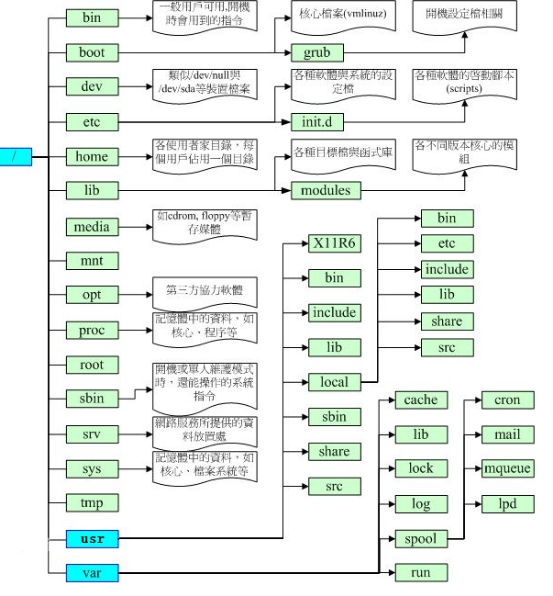 /
bin
一般用戶可用,開機
時會用到的指令
核心檔案(vmlinuz)
開機設定檔相關
boot
grub
dev
類似/dev/null與
/dev/sda等裝置檔案
各種軟體與系統的設
定檔
各種軟體的啓動腳本
(scripts)
etc
init.d
home
各使用者家目錄，每
個用戶佔用一個目錄
各種目標檔與函式庫
各不同版本核心的模
組
lib
modules
media
如cdrom, floppy等暫
存媒體
mnt
opt
第三方協力軟體
proc
記憶體中的資料，如
核心、程序等
root
sbin
開機或單人維護模式
時，還能操作的系統
指令
srv
網路服務所提供的資
料放置處
sys
記憶體中的資料，如
核心、檔案系統等
tmp
usr
var
X11R6
bin
include
lib
local
sbin
share
src
bin
etc
include
lib
share
src
cache
lib
lock
log
spool
run
cron
mail
mqueue
lpd